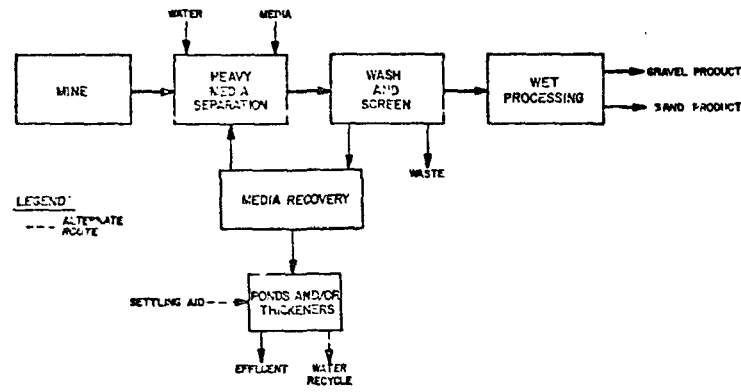 WATER
MEDIA
MINE
HEAVY
MEDIA
SEPARATION
WASH
AND
SCREEN
WET
PROCESSING
GRAVEL PRODUCT
SAND PRODUCT
WASTE
MEDIA RECOVERY
LEGEND:
--- ALTERNATE
ROUTE
SETTLING AID
PONDS AND/OR
THICKENERS
EFFLUENT
WATER
RECYCLE